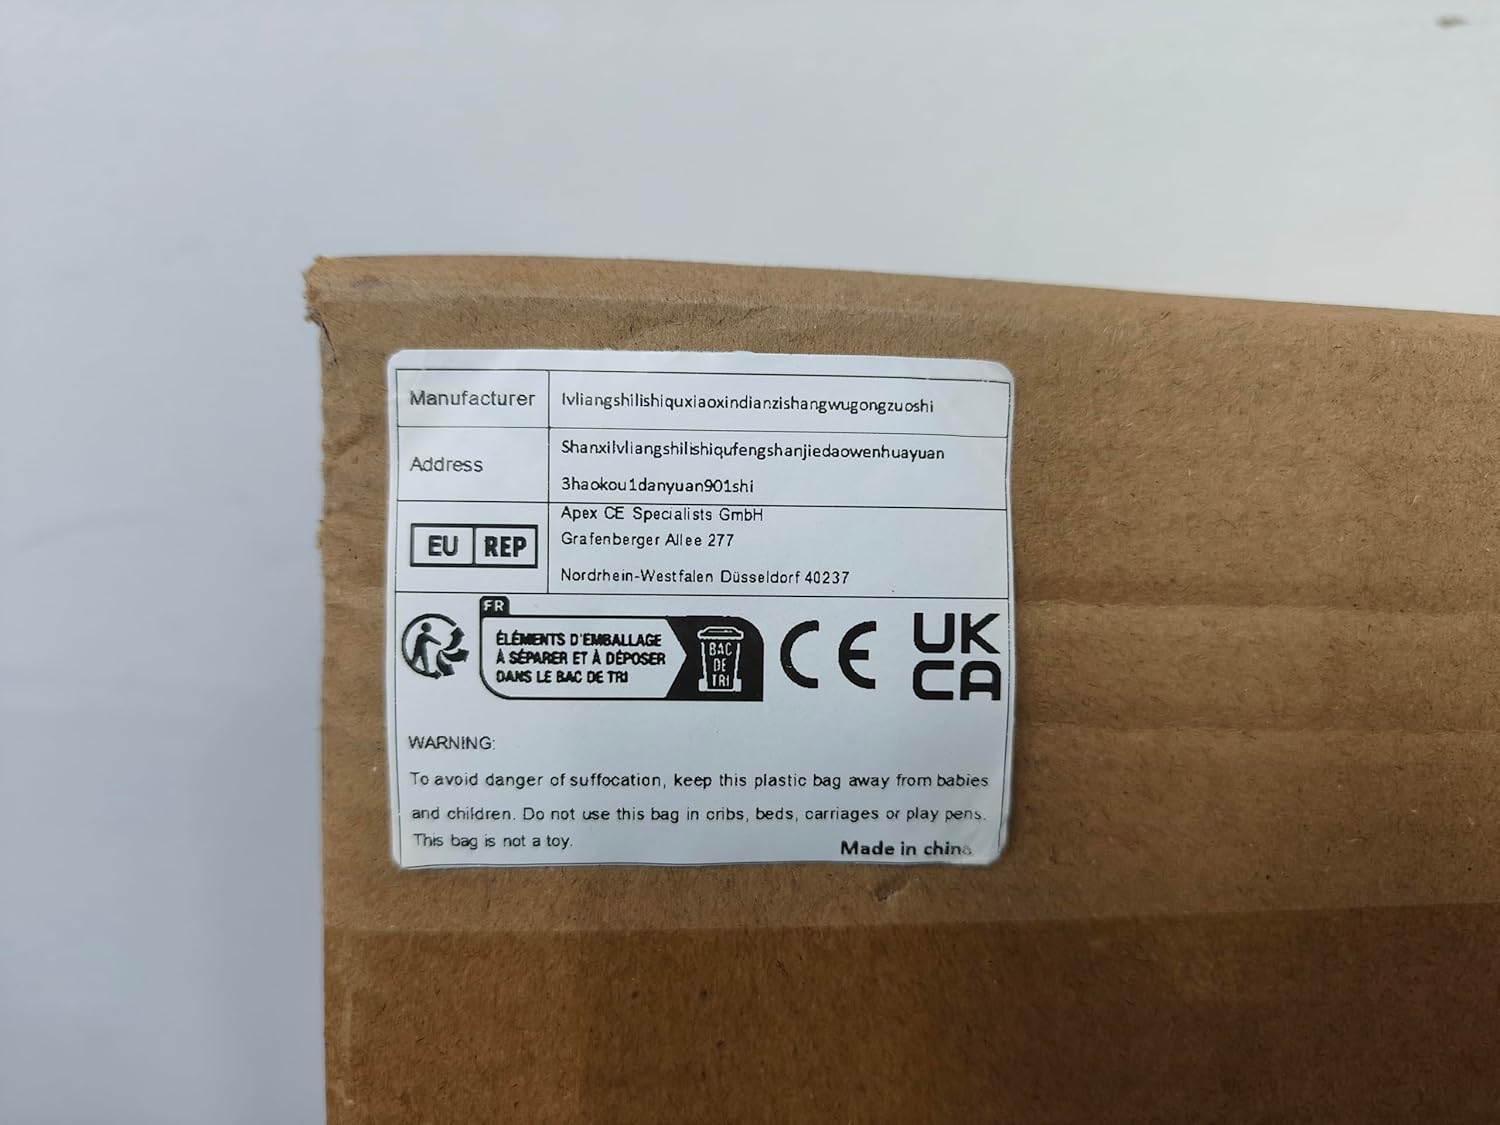 Manufacturer
lvliangshilishiquxiaoxindianzishangwugongzuoshi
Address
Shanxilvliangshilishiqufengshanjiedaowenhuayuan
3haokou1danyuan901shi
EU REP
Apex CE Specialists GmbH
Grafenberger Allee 277
Nordrhein-Westfalen Düsseldorf 40237
FR
ÉLÉMENTS D'EMBALLAGE
À SÉPARER ET À DÉPOSER
DANS LE BAC DE TRI
BAC
DE
TRI
CE
UK
CA
WARNING:
To avoid danger of suffocation, keep this plastic bag away from babies
and children. Do not use this bag in cribs, beds, carriages or play pens.
This bag is not a toy.
Made in china